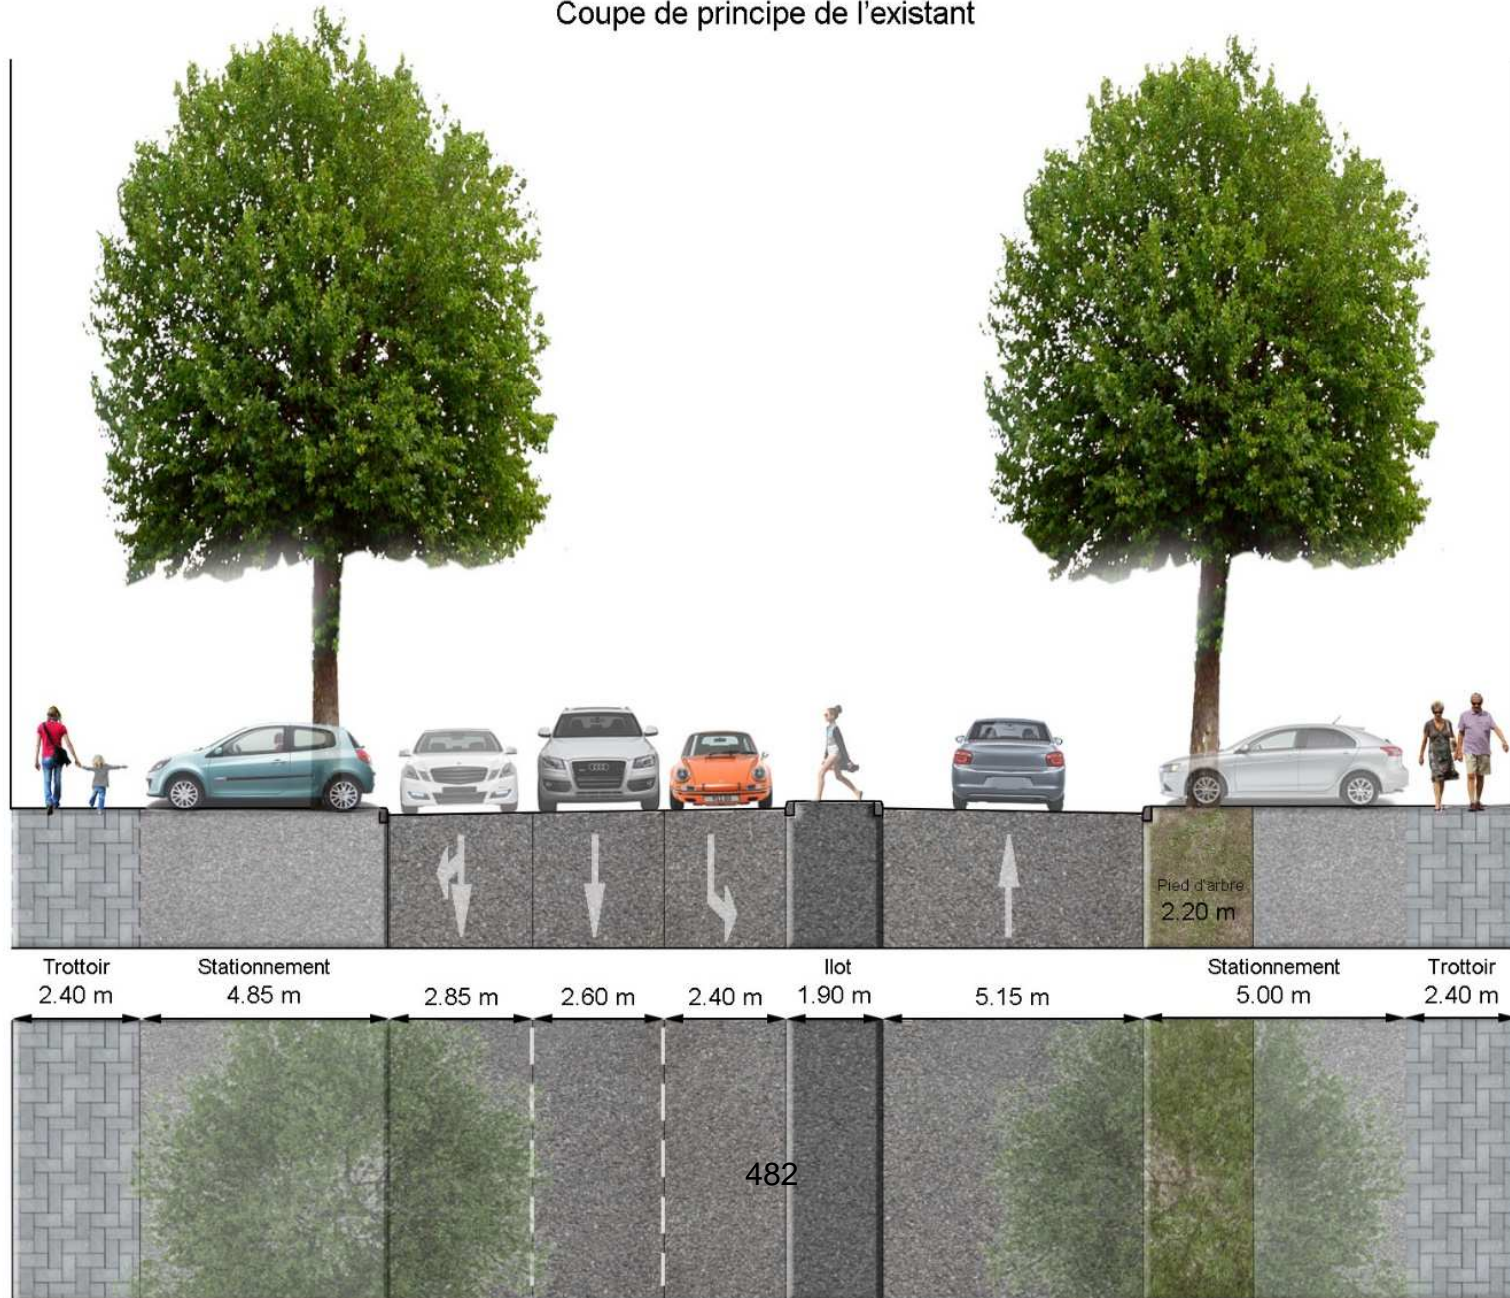 Coupe de principe de l'existant
Pied d'arbre
2.20 m
Trottoir
2.40 m
Stationnement
4.85 m
2.85 m
2.60 m
2.40 m
Ilot
1.90 m
5.15 m
Stationnement
5.00 m
Trottoir
2.40 m
482